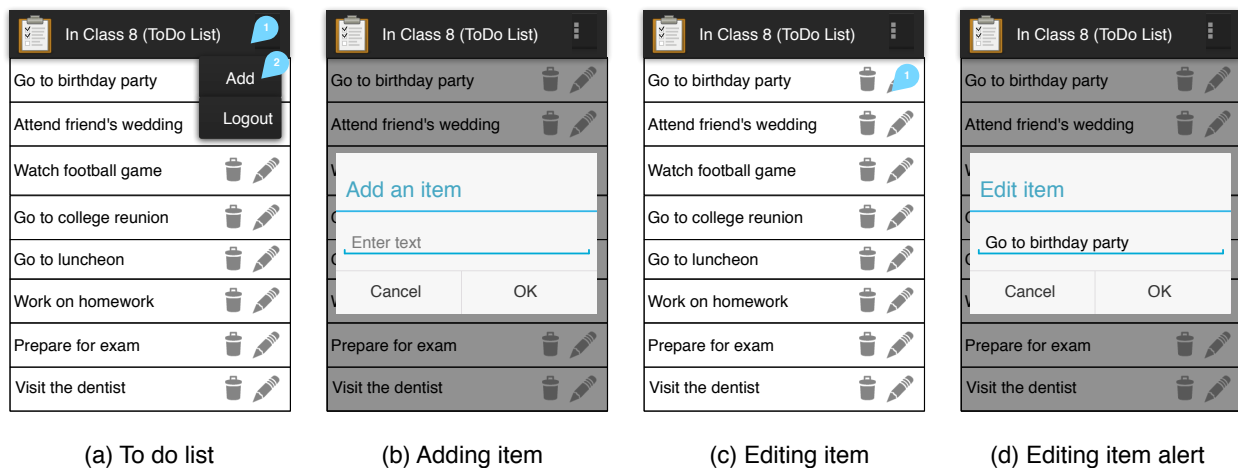 In Class 8 (ToDo List)
1
Add
2
Logout
Go to birthday party
Attend friend's wedding
Watch football game
Go to college reunion
Go to luncheon
Work on homework
Prepare for exam
Visit the dentist
(a) To do list
In Class 8 (ToDo List)
Go to birthday party
Attend friend's wedding
Add an item
Enter text
Cancel
OK
Prepare for exam
Visit the dentist
(b) Adding item
In Class 8 (ToDo List)
Go to birthday party
1
Attend friend's wedding
Watch football game
Go to college reunion
Go to luncheon
Work on homework
Prepare for exam
Visit the dentist
(c) Editing item
In Class 8 (ToDo List)
Go to birthday party
Attend friend's wedding
Edit item
Go to birthday party
Cancel
OK
Prepare for exam
Visit the dentist
(d) Editing item alert